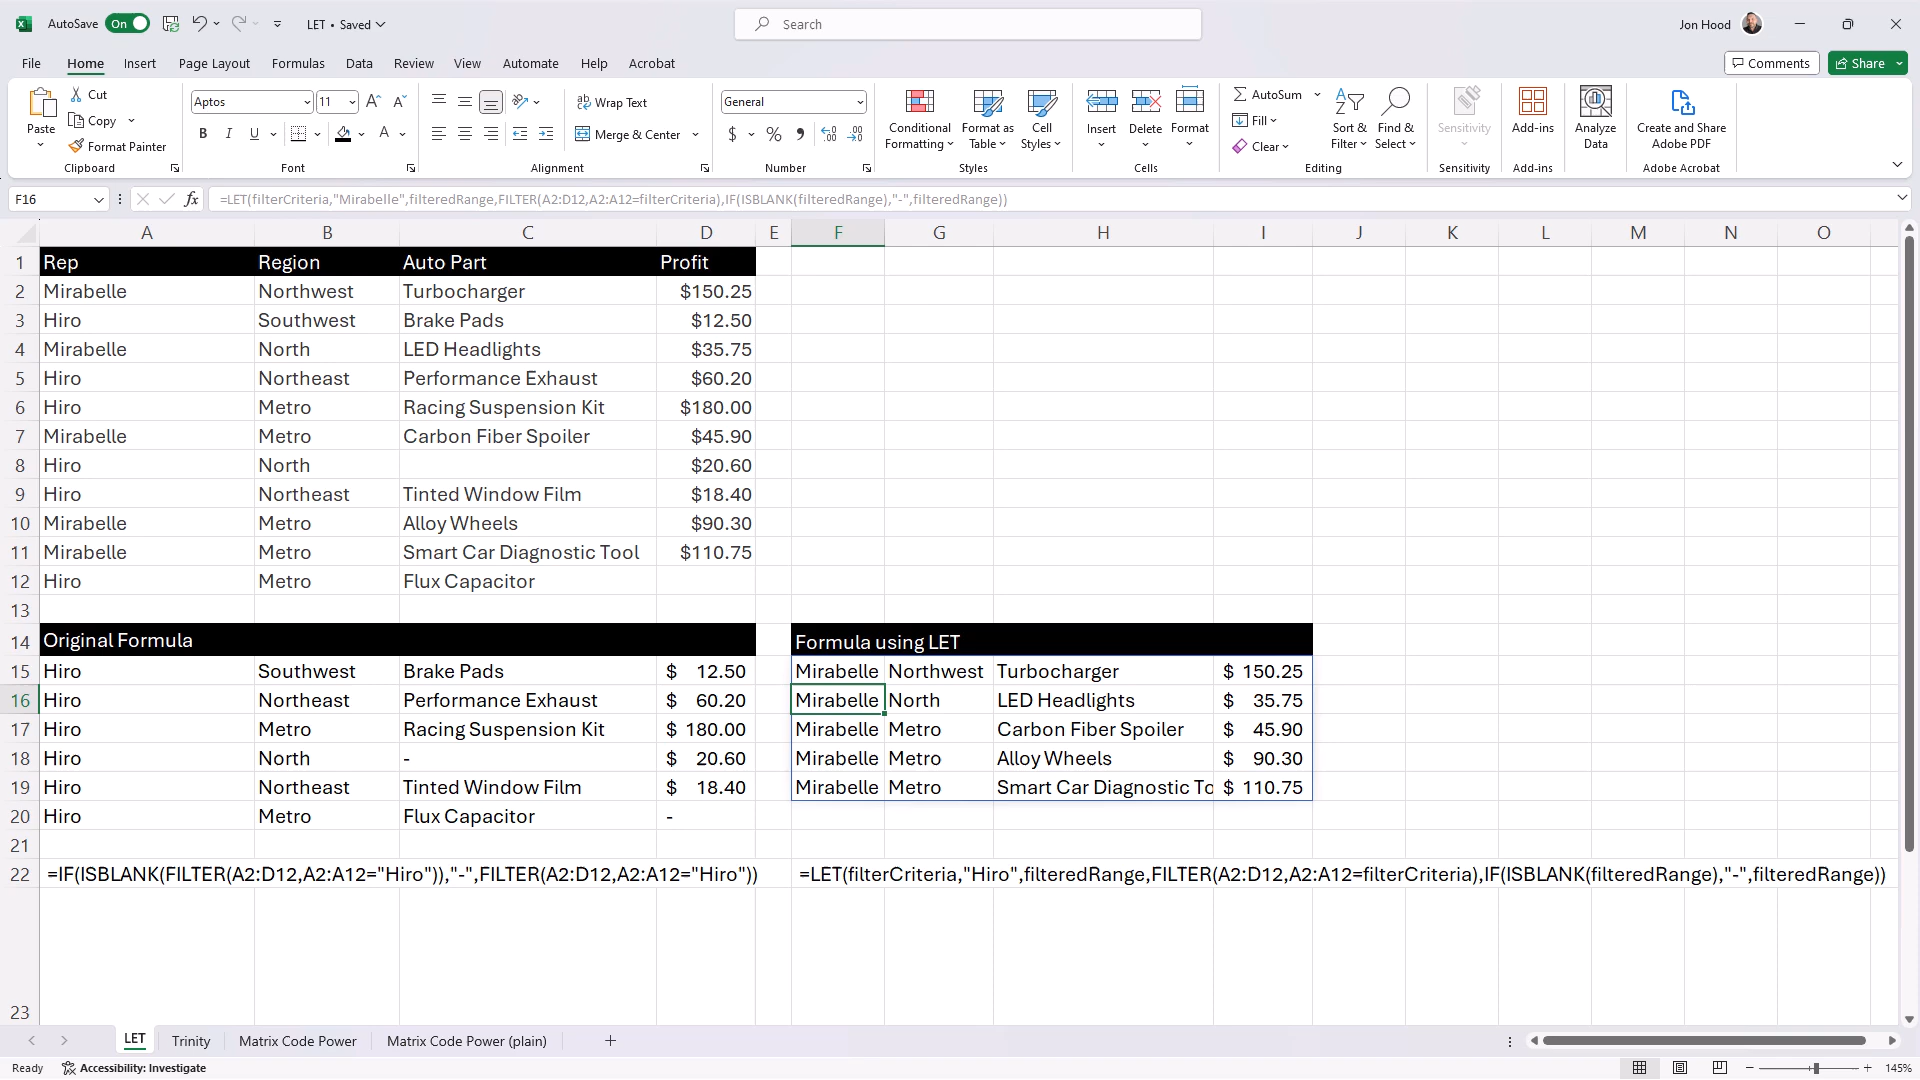 AutoSave On LET • Saved Search Jon Hood
File Home Insert Page Layout Formulas Data Review View Automate Help Acrobat Comments Share
Paste Cut Copy Format Painter Clipboard
Aptos 11 B I U A Font
Wrap Text Merge & Center Alignment
General $ % Number
Conditional Formatting Format as Table Cell Styles Styles
Insert Delete Format Cells
AutoSum Fill Clear Sort & Filter Find & Select Editing
Sensitivity Sensitivity
Add-ins Add-ins
Analyze Data
Create and Share Adobe PDF Adobe Acrobat
F16 fx =LET(filterCriteria,"Mirabelle",filteredRange,FILTER(A2:D12,A2:A12=filterCriteria),IF(ISBLANK(filteredRange),"-",filteredRange))
A B C D E F G H I J K L M N O
1 Rep Region Auto Part Profit
2 Mirabelle Northwest Turbocharger $150.25
3 Hiro Southwest Brake Pads $12.50
4 Mirabelle North LED Headlights $35.75
5 Hiro Northeast Performance Exhaust $60.20
6 Hiro Metro Racing Suspension Kit $180.00
7 Mirabelle Metro Carbon Fiber Spoiler $45.90
8 Hiro North $20.60
9 Hiro Northeast Tinted Window Film $18.40
10 Mirabelle Metro Alloy Wheels $90.30
11 Mirabelle Metro Smart Car Diagnostic Tool $110.75
12 Hiro Metro Flux Capacitor
13
14 Original Formula Formula using LET
15 Hiro Southwest Brake Pads $ 12.50 Mirabelle Northwest Turbocharger $ 150.25
16 Hiro Northeast Performance Exhaust $ 60.20 Mirabelle North LED Headlights $ 35.75
17 Hiro Metro Racing Suspension Kit $ 180.00 Mirabelle Metro Carbon Fiber Spoiler $ 45.90
18 Hiro North - $ 20.60 Mirabelle Metro Alloy Wheels $ 90.30
19 Hiro Northeast Tinted Window Film $ 18.40 Mirabelle Metro Smart Car Diagnostic To $ 110.75
20 Hiro Metro Flux Capacitor -
21
22 =IF(ISBLANK(FILTER(A2:D12,A2:A12="Hiro")),"-",FILTER(A2:D12,A2:A12="Hiro")) =LET(filterCriteria,"Hiro",filteredRange,FILTER(A2:D12,A2:A12=filterCriteria),IF(ISBLANK(filteredRange),"-",filteredRange))
23
LET Trinity Matrix Code Power Matrix Code Power (plain)
Ready Accessibility: Investigate 145%